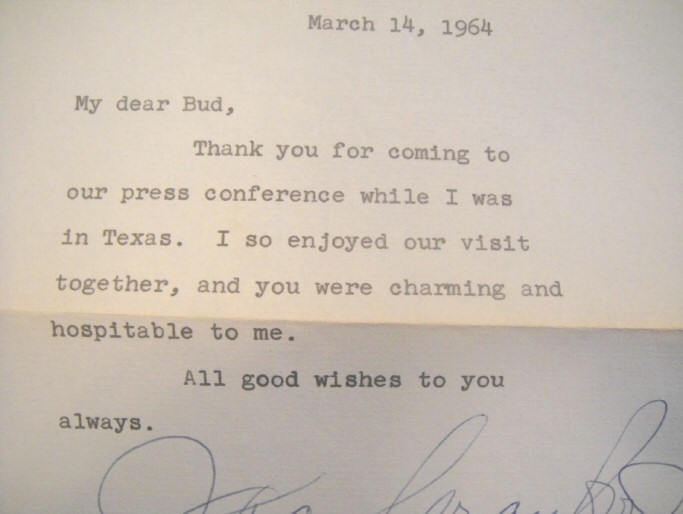 March 14, 1964
My dear Bud,
Thank you for coming to
our press conference while I was
in Texas. I so enjoyed our visit
together, and you were charming and
hospitable to me.
All good wishes to you
always.